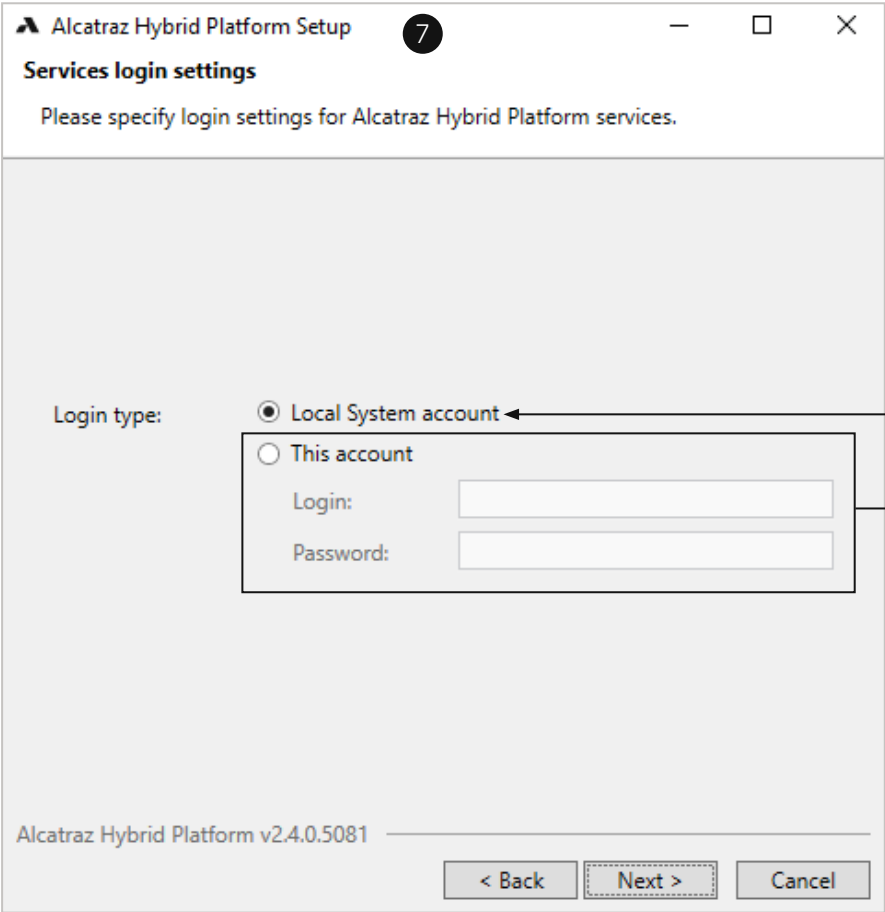 Alcatraz Hybrid Platform Setup
7
Services login settings
Please specify login settings for Alcatraz Hybrid Platform services.
Login type:
Local System account
This account
Login:
Password:
Alcatraz Hybrid Platform v2.4.0.5081
< Back
Next >
Cancel